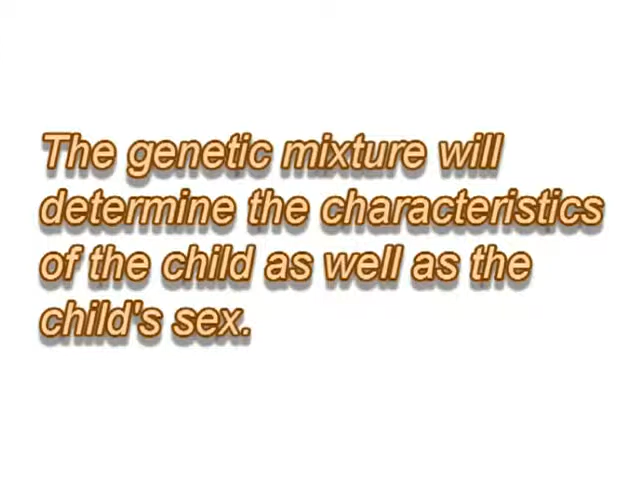 The genetic mixture will
determine the characteristics
of the child as well as the
child's sex.